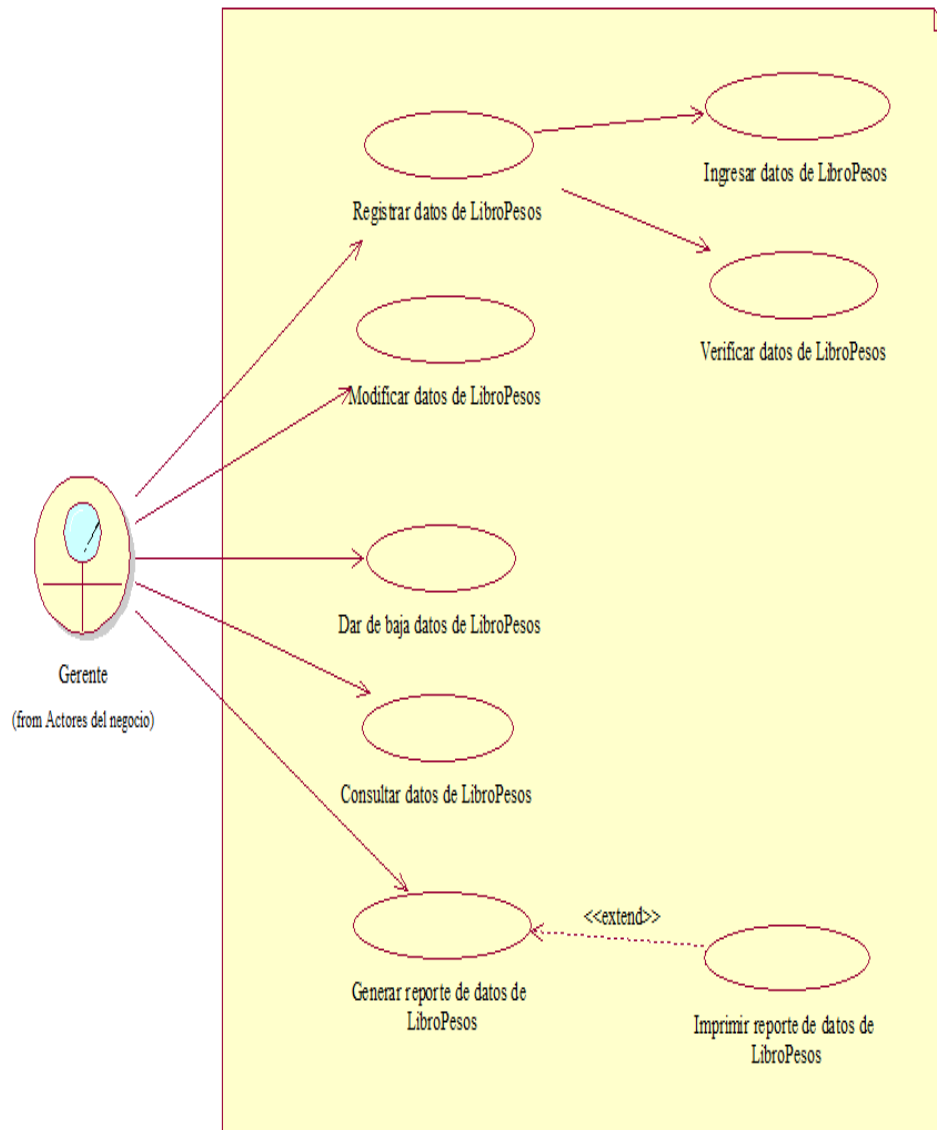 Ingresar datos de LibroPesos
Registrar datos de LibroPesos
Verificar datos de LibroPesos
Modificar datos de LibroPesos
Dar de baja datos de LibroPesos
Gerente
(from Actores del negocio)
Consultar datos de LibroPesos
<<extend>>
Generar reporte de datos de
LibroPesos
Imprimir reporte de datos de
LibroPesos